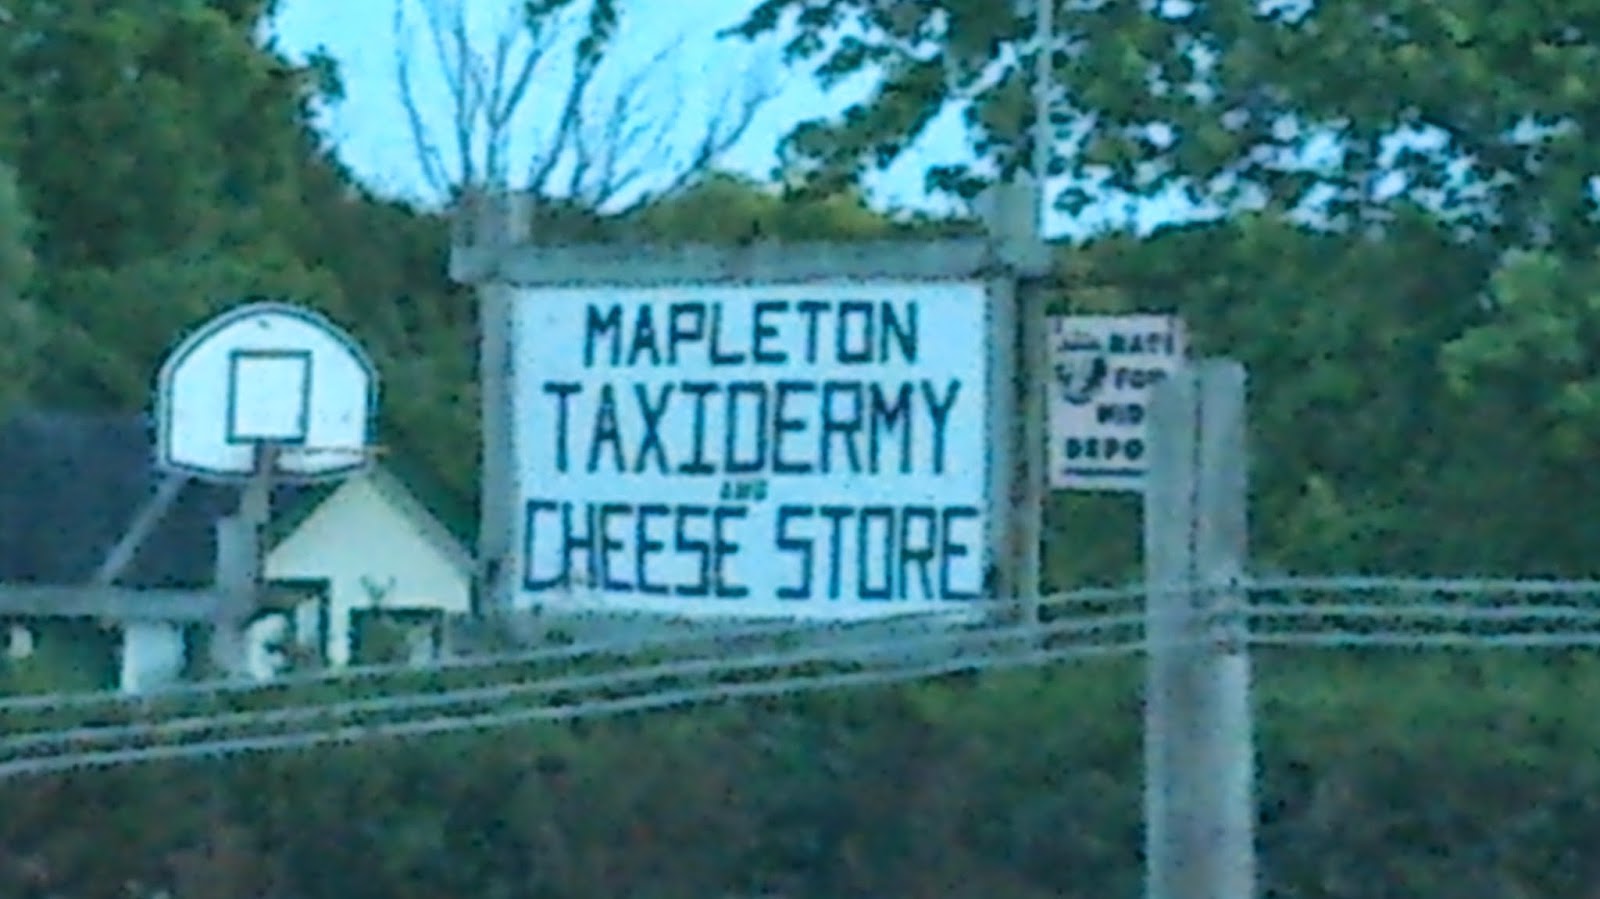 MAPLETON
TAXIDERMY
AND
CHEESE STORE